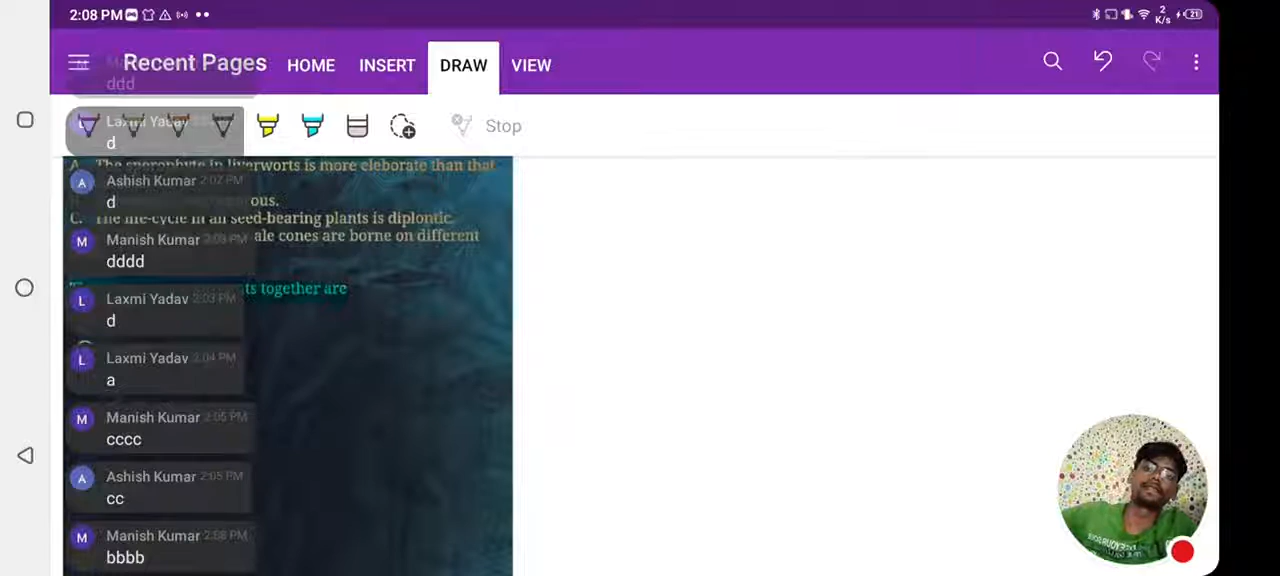 2:08 PM
2 K/s
21
Recent Pages HOME INSERT DRAW VIEW
ddd
Laxmi Yadav
d
Stop
A. The sporophyte in liverworts is more eleborate than that
Ashish Kumar 2:02 PM
d
ous.
C. The life-cycle in all seed-bearing plants is diplontic.
Manish Kumar 2:03 PM
ale cones are borne on different
dddd
ts together are
Laxmi Yadav 2:03 PM
d
Laxmi Yadav 2:04 PM
a
Manish Kumar 2:05 PM
cccc
Ashish Kumar 2:05 PM
cc
Manish Kumar 2:08 PM
bbbb